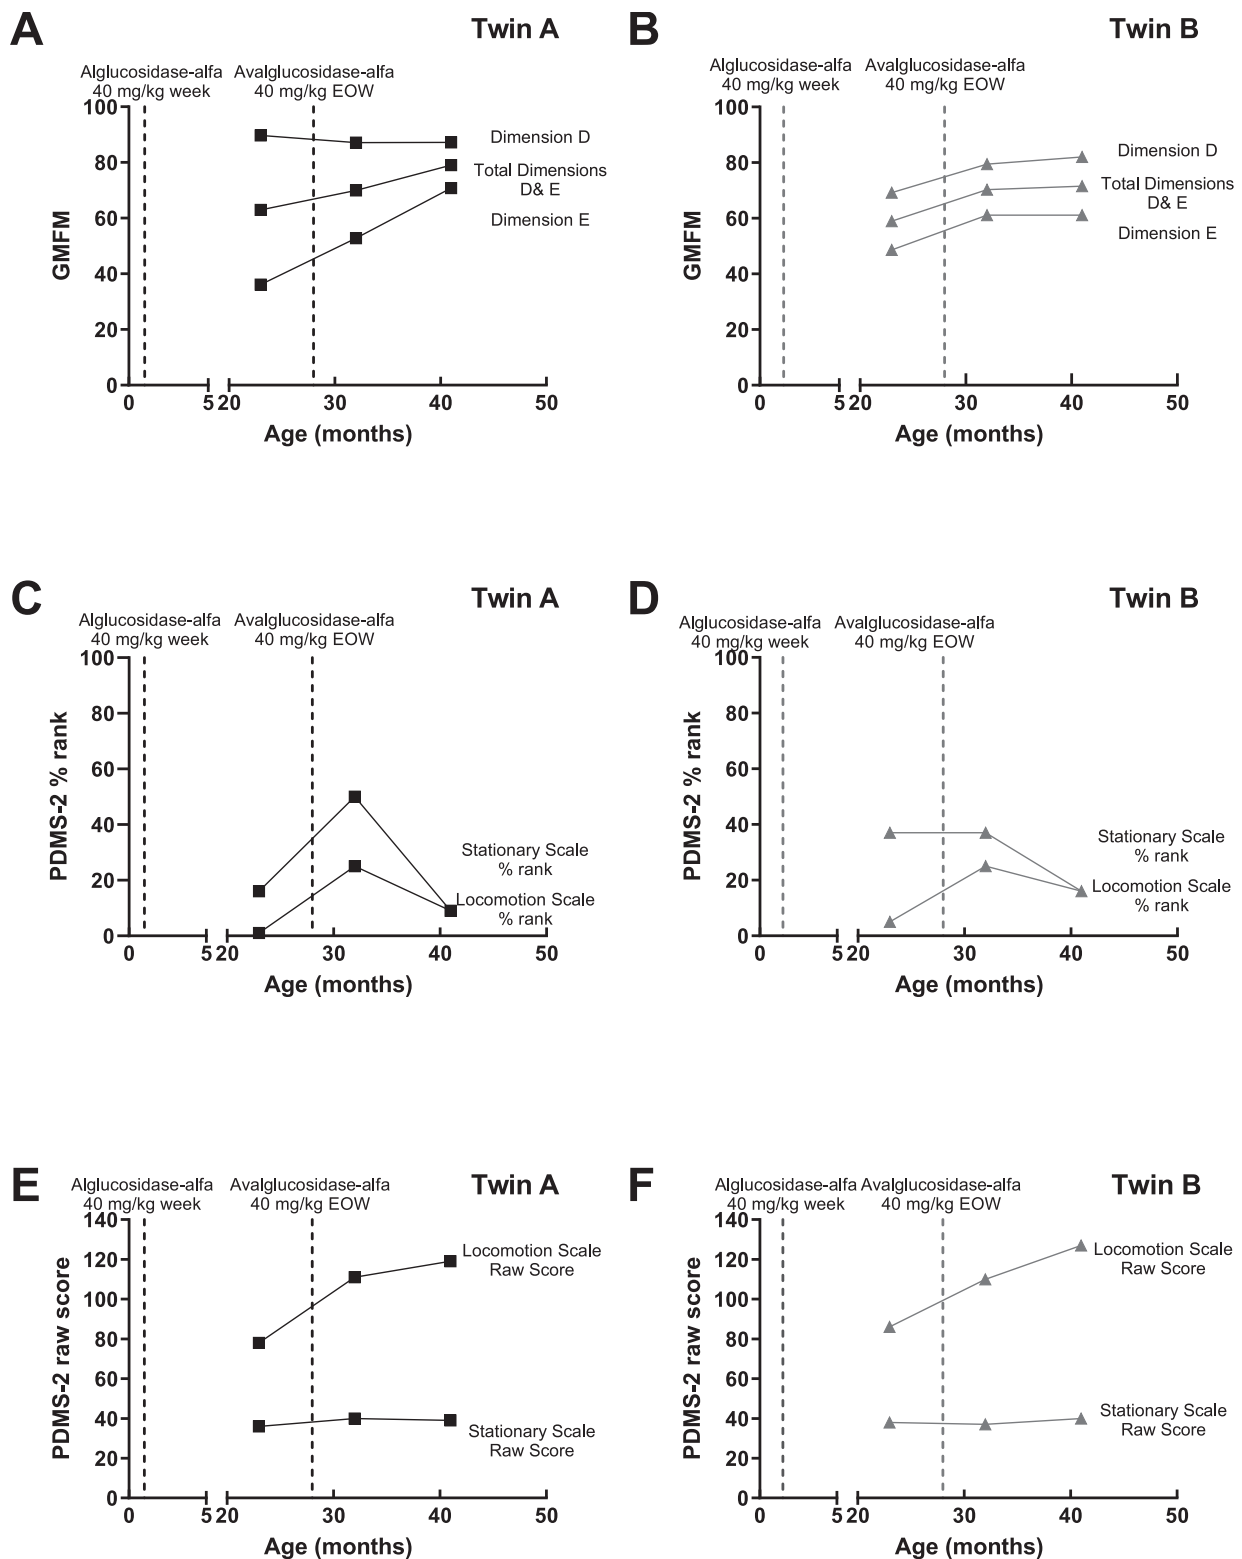 A
Twin A
Alglucosidase-alfa
40 mg/kg week
Avalglucosidase-alfa
40 mg/kg EOW
100
80
60
40
20
0
GMFM
Dimension D
Total Dimensions
D& E
Dimension E
0
5
20
30
40
50
Age (months)
B
Twin B
Alglucosidase-alfa
40 mg/kg week
Avalglucosidase-alfa
40 mg/kg EOW
100
80
60
40
20
0
GMFM
Dimension D
Total Dimensions
D& E
Dimension E
0
5
20
30
40
50
Age (months)
C
Twin A
Alglucosidase-alfa
40 mg/kg week
Avalglucosidase-alfa
40 mg/kg EOW
100
80
60
40
20
0
PDMS-2 % rank
Stationary Scale
% rank
Locomotion Scale
% rank
0
5
20
30
40
50
Age (months)
D
Twin B
Alglucosidase-alfa
40 mg/kg week
Avalglucosidase-alfa
40 mg/kg EOW
100
80
60
40
20
0
PDMS-2 % rank
Stationary Scale
% rank
Locomotion Scale
% rank
0
5
20
30
40
50
Age (months)
E
Twin A
Alglucosidase-alfa
40 mg/kg week
Avalglucosidase-alfa
40 mg/kg EOW
140
120
100
80
60
40
20
0
PDMS-2 raw score
Locomotion Scale
Raw Score
Stationary Scale
Raw Score
0
5
20
30
40
50
Age (months)
F
Twin B
Alglucosidase-alfa
40 mg/kg week
Avalglucosidase-alfa
40 mg/kg EOW
140
120
100
80
60
40
20
0
PDMS-2 raw score
Locomotion Scale
Raw Score
Stationary Scale
Raw Score
0
5
20
30
40
50
Age (months)